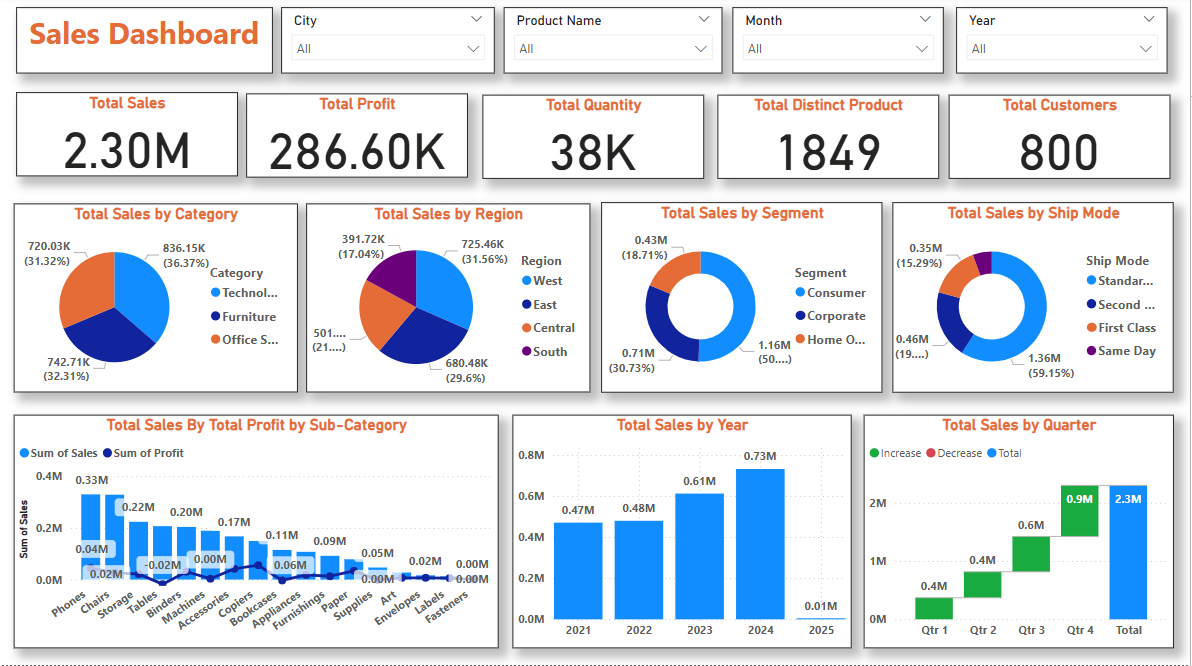 Sales Dashboard
City
All
Product Name
All
Month
All
Year
All
Total Sales
2.30M
Total Profit
286.60K
Total Quantity
38K
Total Distinct Product
1849
Total Customers
800
Total Sales by Category
720.03K
(31.32%)
836.15K
(36.37%)
742.71K
(32.31%)
Category
Technol...
Furniture
Office S...
Total Sales by Region
391.72K
(17.04%)
725.46K
(31.56%)
501....
(21....)
680.48K
(29.6%)
Region
West
East
Central
South
Total Sales by Segment
0.43M
(18.71%)
0.71M
(30.73%)
1.16M
(50....)
Segment
Consumer
Corporate
Home O...
Total Sales by Ship Mode
0.35M
(15.29%)
0.46M
(19....)
1.36M
(59.15%)
Ship Mode
Standar...
Second ...
First Class
Same Day
Total Sales By Total Profit by Sub-Category
Sum of Sales Sum of Profit
Sum of Sales
0.4M
0.2M
0.0M
0.33M
0.22M
0.20M
0.17M
0.11M
0.09M
0.05M
0.02M
0.00M
0.04M
0.02M
-0.02M
0.00M
0.06M
0.00M
0.00M
Phones
Chairs
Storage
Tables
Binders
Machines
Accessories
Copiers
Bookcases
Appliances
Furnishings
Paper
Supplies
Art
Envelopes
Labels
Fasteners
Total Sales by Year
0.8M
0.6M
0.4M
0.2M
0.0M
0.47M
0.48M
0.61M
0.73M
0.01M
2021 2022 2023 2024 2025
Total Sales by Quarter
Increase Decrease Total
2M
1M
0M
0.4M
0.4M
0.6M
0.9M
2.3M
Qtr 1 Qtr 2 Qtr 3 Qtr 4 Total